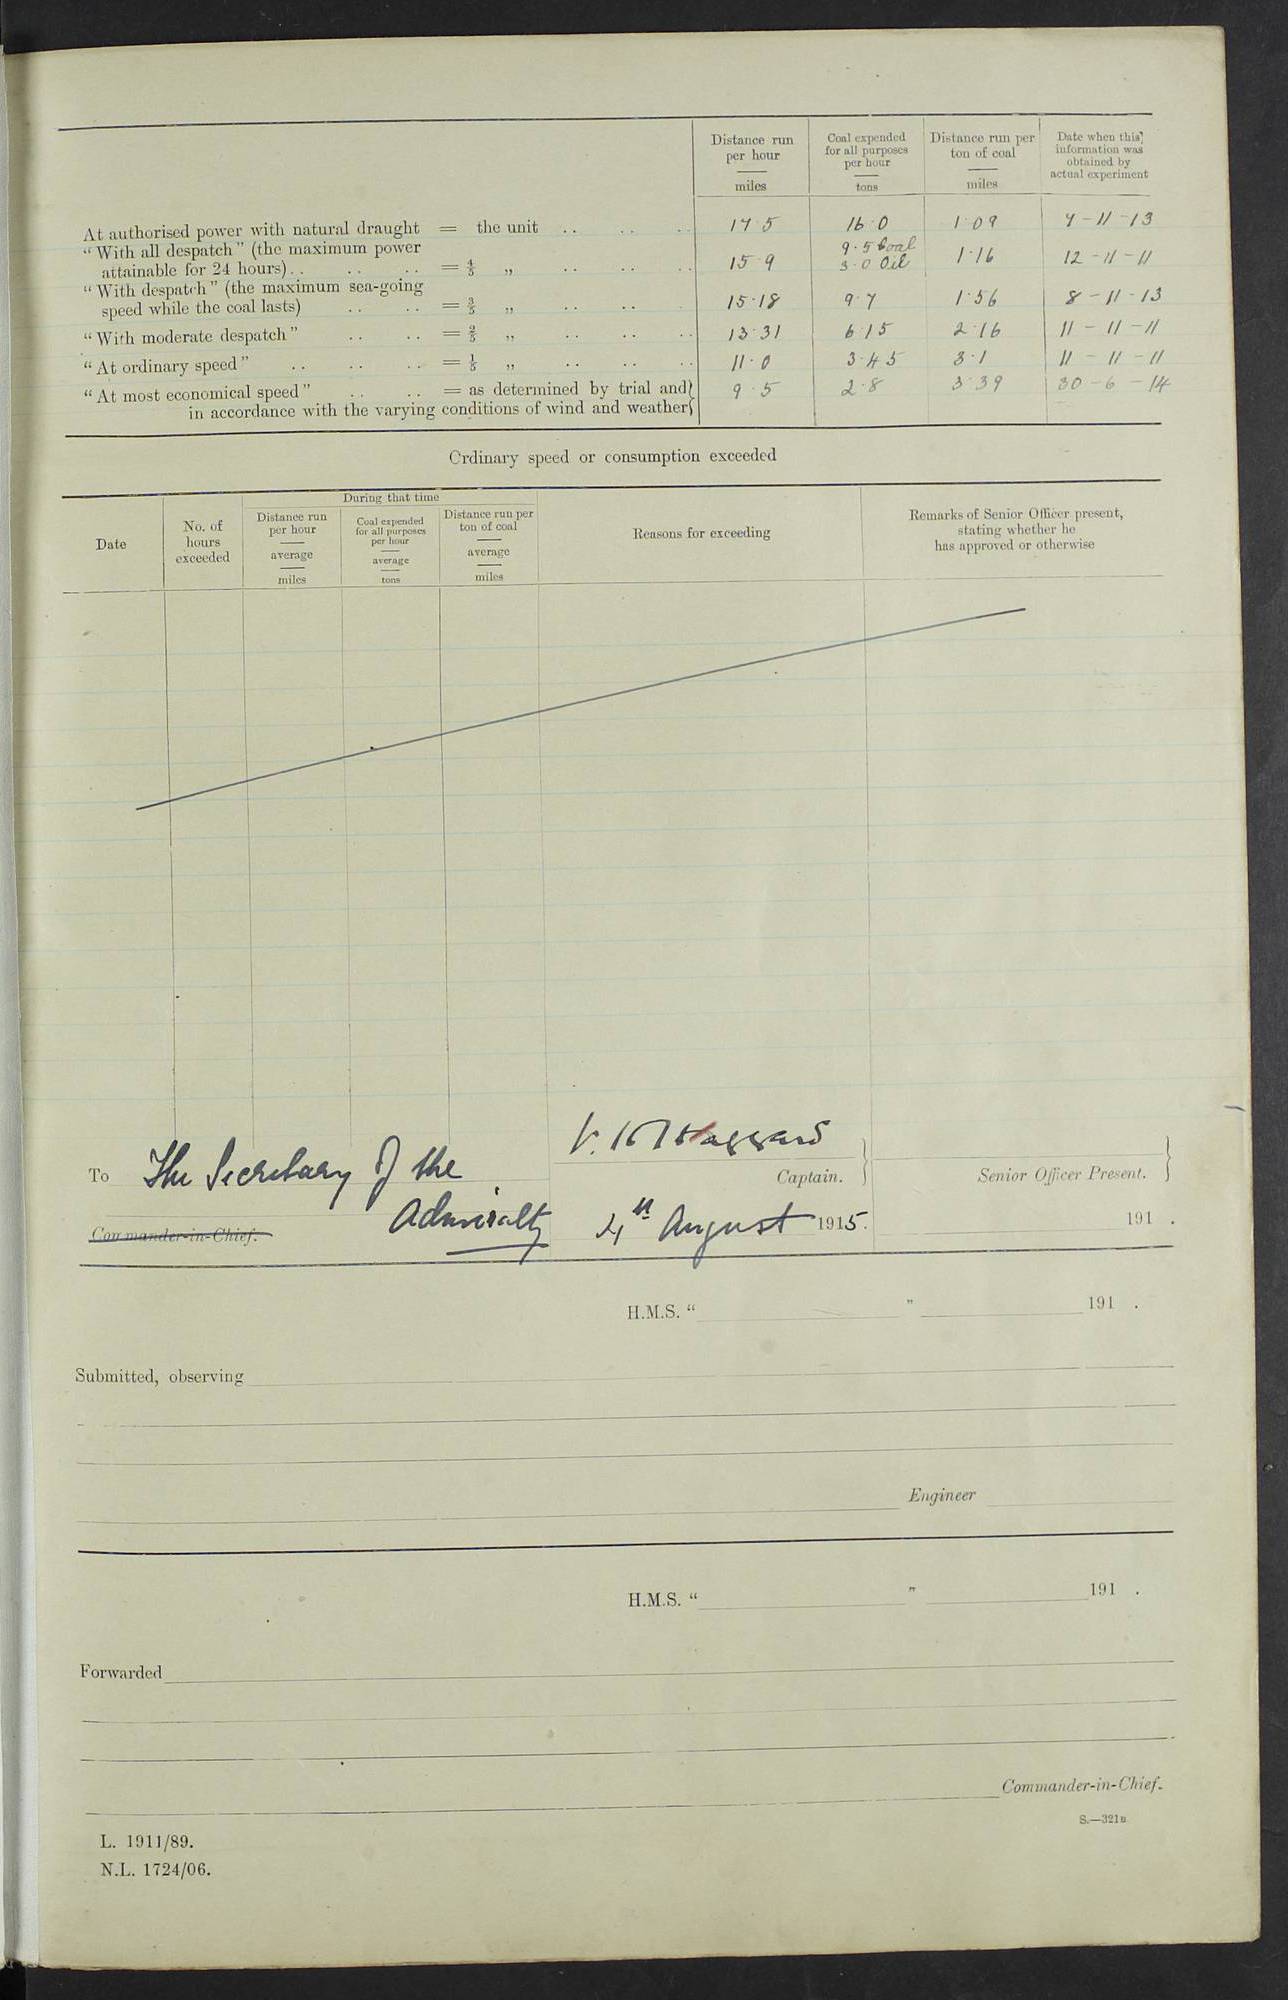 Distance run per hour miles
Coal expended for all purposes per hour tons
Distance run per ton of coal miles
Date when this information was obtained by actual experiment
At authorised power with natural draught = the unit .. .. .. 17·5 16·0 1·09 7-11-13
"With all despatch" (the maximum power
attainable for 24 hours) .. .. .. = 4/5 „ .. .. .. 15·9 9·5 Coal 3·0 Oil 1·16 12-11-11
"With despatch" (the maximum sea-going
speed while the coal lasts) .. .. = 3/5 „ .. .. 15·18 9·7 1·56 8-11-13
"With moderate despatch" .. .. = 2/5 „ .. .. .. 13·31 6·15 2·16 11-11-11
"At ordinary speed" .. .. .. = 1/5 „ .. .. .. 11·0 3·45 3·1 11-11-11
"At most economical speed" .. .. = as determined by trial and} 9·5 2·8 3·39 30-6-14
in accordance with the varying conditions of wind and weather}
Ordinary speed or consumption exceeded
Date
No. of hours exceeded
During that time
Distance run per hour average miles
Coal expended for all purposes per hour average tons
Distance run per ton of coal average miles
Reasons for exceeding
Remarks of Senior Officer present, stating whether he has approved or otherwise
Haggard
Captain. }
Senior Officer Present. }
To The Secretary of the
Admiralty
Commander-in-Chief.
4th August 1915.
191 .
H.M.S. " " 191 .
Submitted, observing
Engineer
H.M.S. " " 191 .
Forwarded
Commander-in-Chief.
S.—321B
L. 1911/89.
N.L. 1724/06.